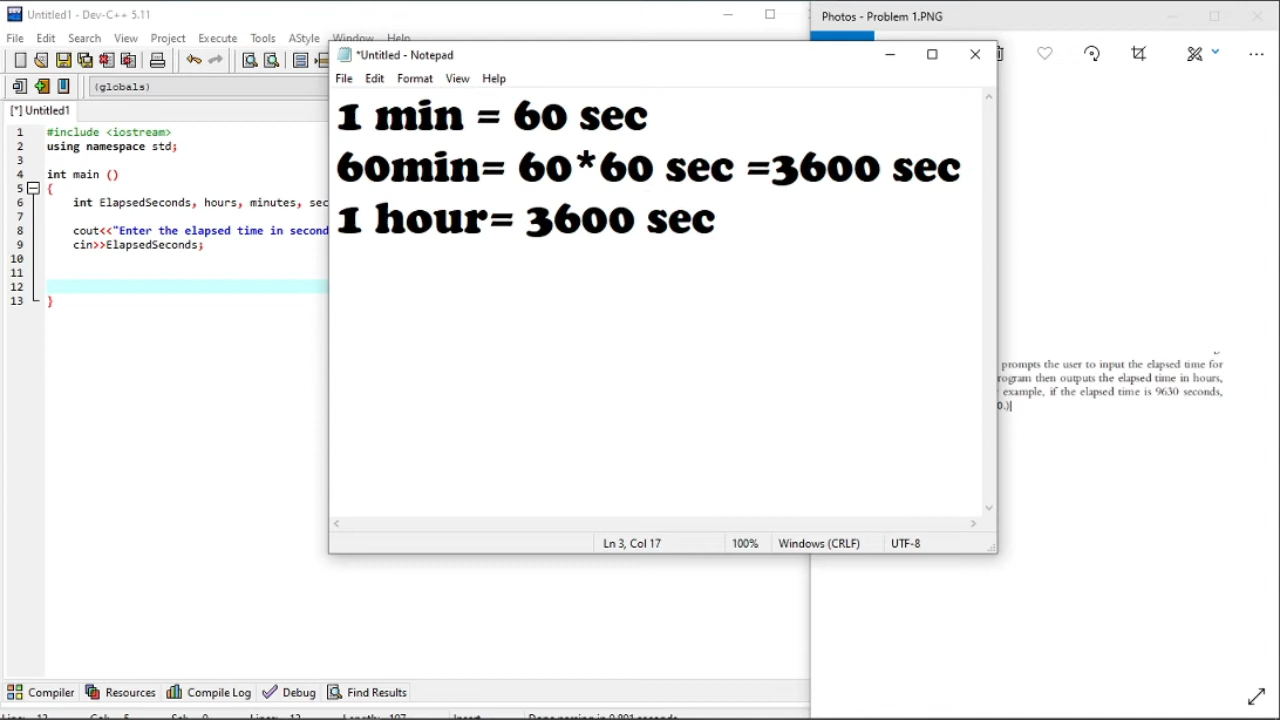 Untitled1 - Dev-C++ 5.11
File Edit Search View Project Execute Tools AStyle Window Help
(globals)
[*] Untitled1
1 #include <iostream>
2 using namespace std;
3
4 int main ()
5 {
6 int ElapsedSeconds, hours, minutes, sec
7
8 cout<<"Enter the elapsed time in second
9 cin>>ElapsedSeconds;
10
11
12
13 }
Compiler Resources Compile Log Debug Find Results
*Untitled - Notepad
File Edit Format View Help
1 min = 60 sec
60min= 60*60 sec =3600 sec
1 hour= 3600 sec
Ln 3, Col 17 100% Windows (CRLF) UTF-8
Photos - Problem 1.PNG
prompts the user to input the elapsed time for
rogram then outputs the elapsed time in hours,
example, if the elapsed time is 9630 seconds,
0.)